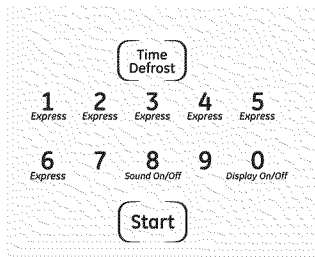 Time
Defrost
1 2 3 4 5
Express Express Express Express Express
6 7 8 9 0
Express Sound On/Off Display On/Off
Start